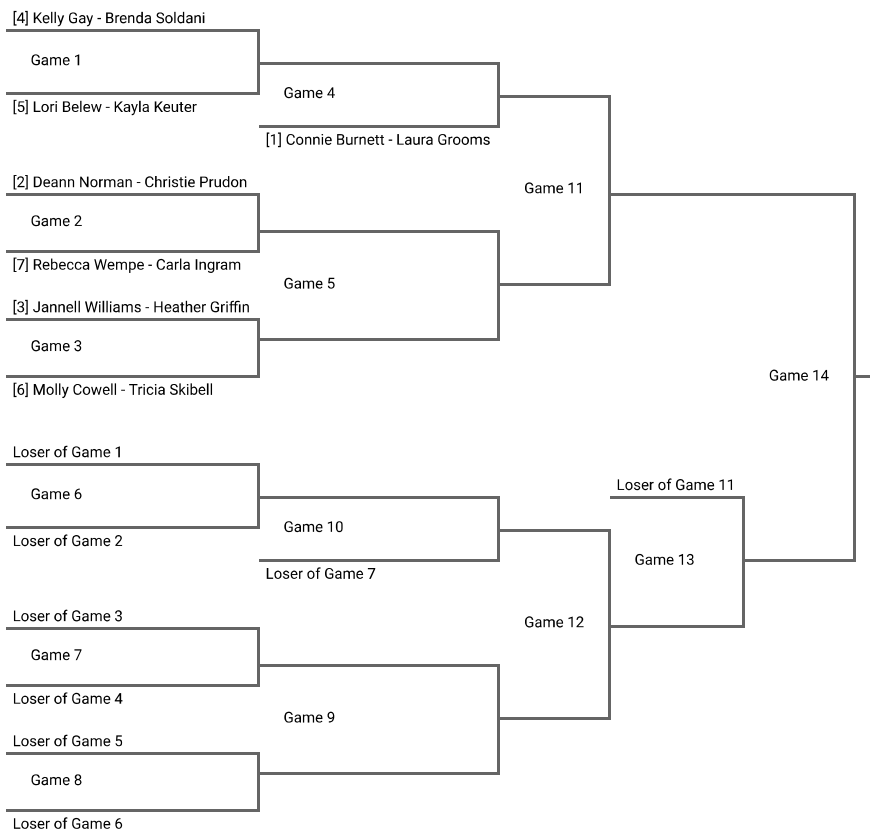 [4] Kelly Gay - Brenda Soldani
Game 1
[5] Lori Belew - Kayla Keuter
Game 4
[1] Connie Burnett - Laura Grooms
[2] Deann Norman - Christie Prudon
Game 2
[7] Rebecca Wempe - Carla Ingram
Game 5
[3] Jannell Williams - Heather Griffin
Game 3
[6] Molly Cowell - Tricia Skibell
Game 11
Game 14
Loser of Game 1
Game 6
Loser of Game 2
Game 10
Loser of Game 7
Loser of Game 3
Game 7
Loser of Game 4
Game 9
Loser of Game 5
Game 8
Loser of Game 6
Game 12
Loser of Game 11
Game 13